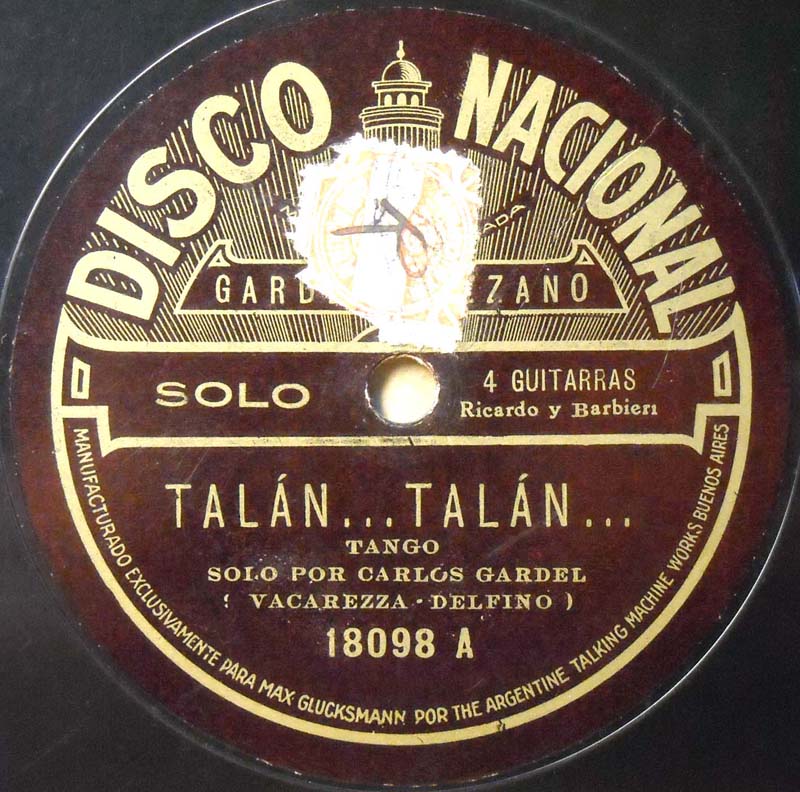 DISCO NACIONAL
GARD EZZANO
SOLO
4 GUITARRAS
Ricardo y Barbieri
TALÁN...TALÁN...
TANGO
SOLO POR CARLOS GARDEL
( VACAREZZA - DELFINO )
18098 A
MANUFACTURADO EXCLUSIVAMENTE PARA MAX GLUCKSMANN POR THE ARGENTINE TALKING MACHINE WORKS BUENOS AIRES